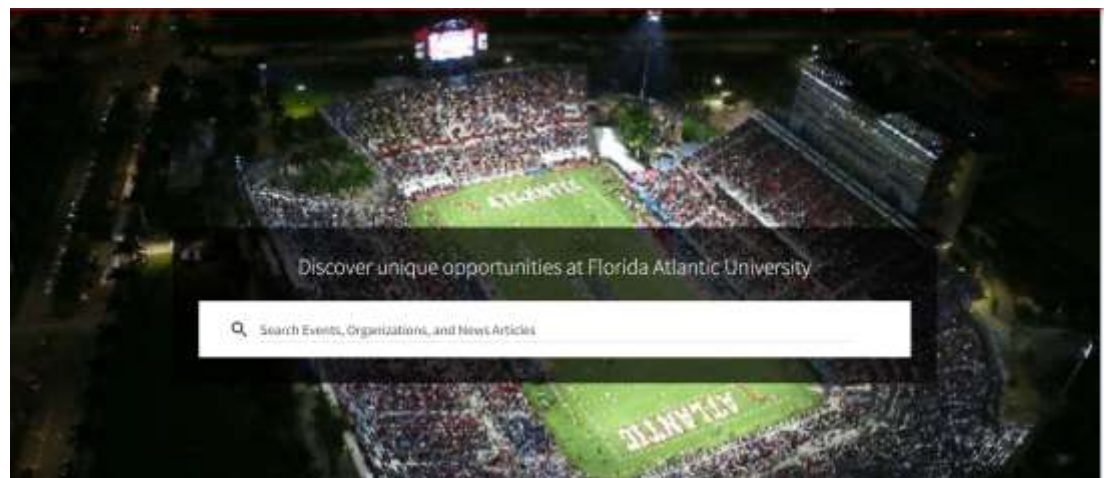 ATLANTIC
Discover unique opportunities at Florida Atlantic University
Search Events, Organizations, and News Articles
ATLANTIC